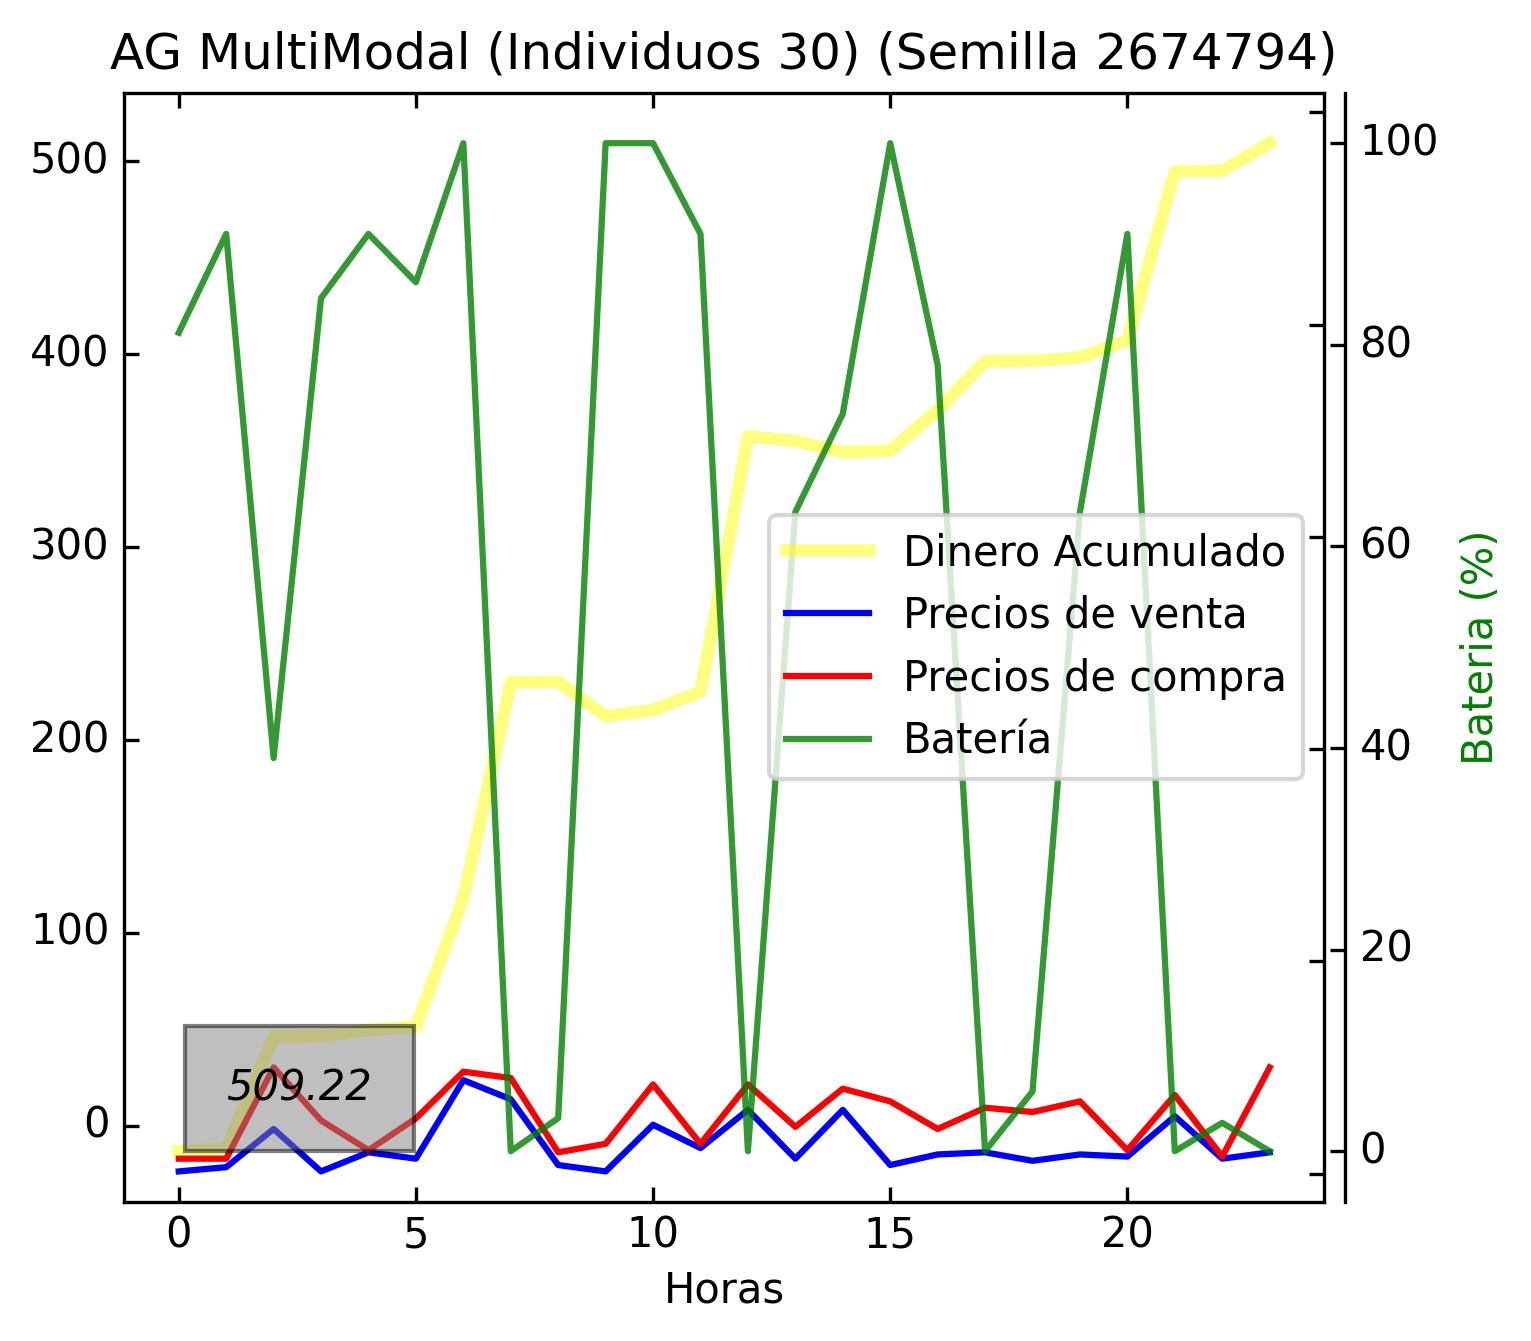 AG MultiModal (Individuos 30) (Semilla 2674794)
500
400
300
200
100
0
509.22
Dinero Acumulado
Precios de venta
Precios de compra
Batería
100
80
60
40
20
0
Bateria (%)
0 5 10 15 20
Horas